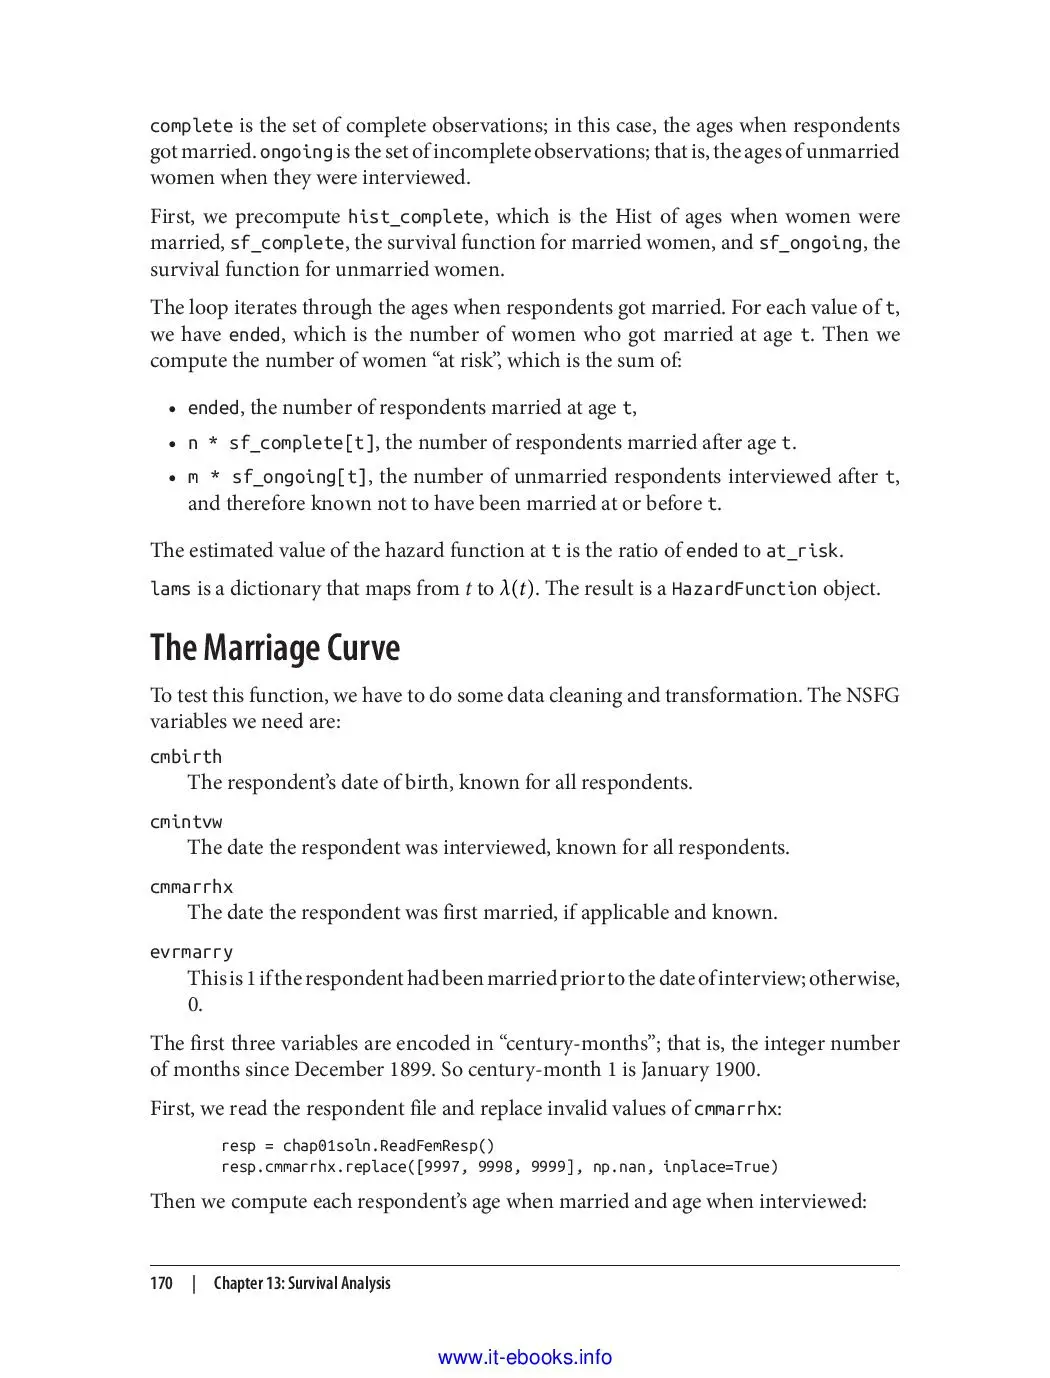 complete is the set of complete observations; in this case, the ages when respondents
got married. ongoing is the set of incomplete observations; that is, the ages of unmarried
women when they were interviewed.
First, we precompute hist_complete, which is the Hist of ages when women were
married, sf_complete, the survival function for married women, and sf_ongoing, the
survival function for unmarried women.
The loop iterates through the ages when respondents got married. For each value of t,
we have ended, which is the number of women who got married at age t. Then we
compute the number of women “at risk”, which is the sum of:
• ended, the number of respondents married at age t,
• n * sf_complete[t], the number of respondents married after age t.
• m * sf_ongoing[t], the number of unmarried respondents interviewed after t,
and therefore known not to have been married at or before t.
The estimated value of the hazard function at t is the ratio of ended to at_risk.
lams is a dictionary that maps from t to λ(t). The result is a HazardFunction object.
The Marriage Curve
To test this function, we have to do some data cleaning and transformation. The NSFG
variables we need are:
cmbirth
The respondent’s date of birth, known for all respondents.
cmintvw
The date the respondent was interviewed, known for all respondents.
cmmarrhx
The date the respondent was first married, if applicable and known.
evrmarry
This is 1 if the respondent had been married prior to the date of interview; otherwise,
0.
The first three variables are encoded in “century-months”; that is, the integer number
of months since December 1899. So century-month 1 is January 1900.
First, we read the respondent file and replace invalid values of cmmarrhx:
resp = chap01soln.ReadFemResp()
resp.cmmarrhx.replace([9997, 9998, 9999], np.nan, inplace=True)
Then we compute each respondent’s age when married and age when interviewed:
170 | Chapter 13: Survival Analysis
www.it-ebooks.info